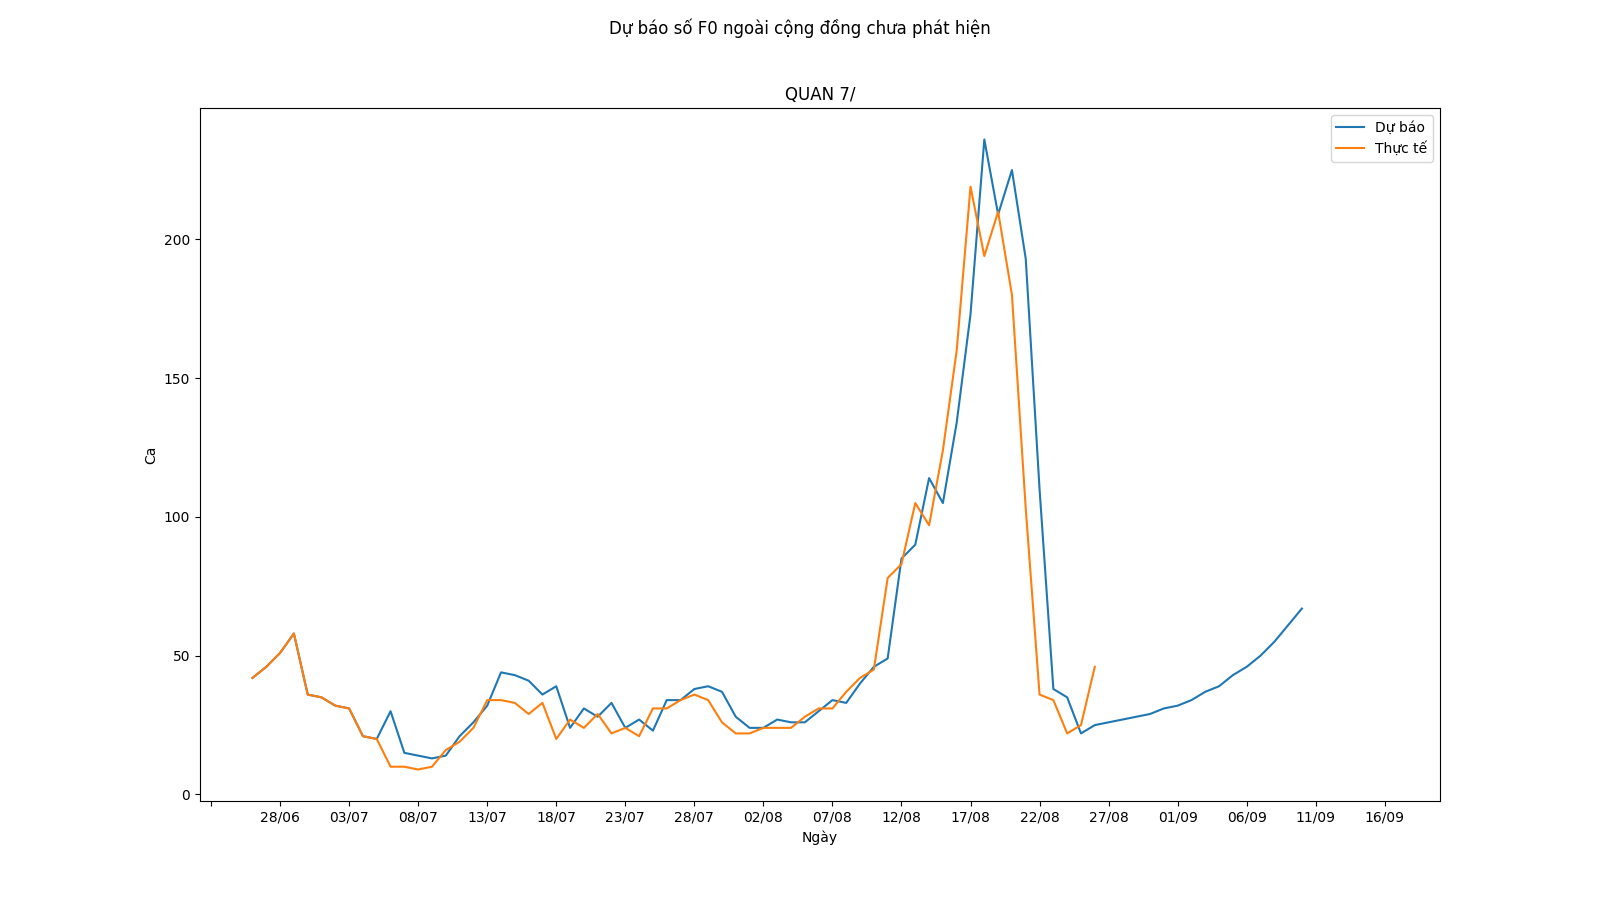 Dự báo số F0 ngoài cộng đồng chưa phát hiện
QUAN 7/
Dự báo
Thực tế
200
150
100
50
0
Ca
28/06 03/07 08/07 13/07 18/07 23/07 28/07 02/08 07/08 12/08 17/08 22/08 27/08 01/09 06/09 11/09 16/09
Ngày